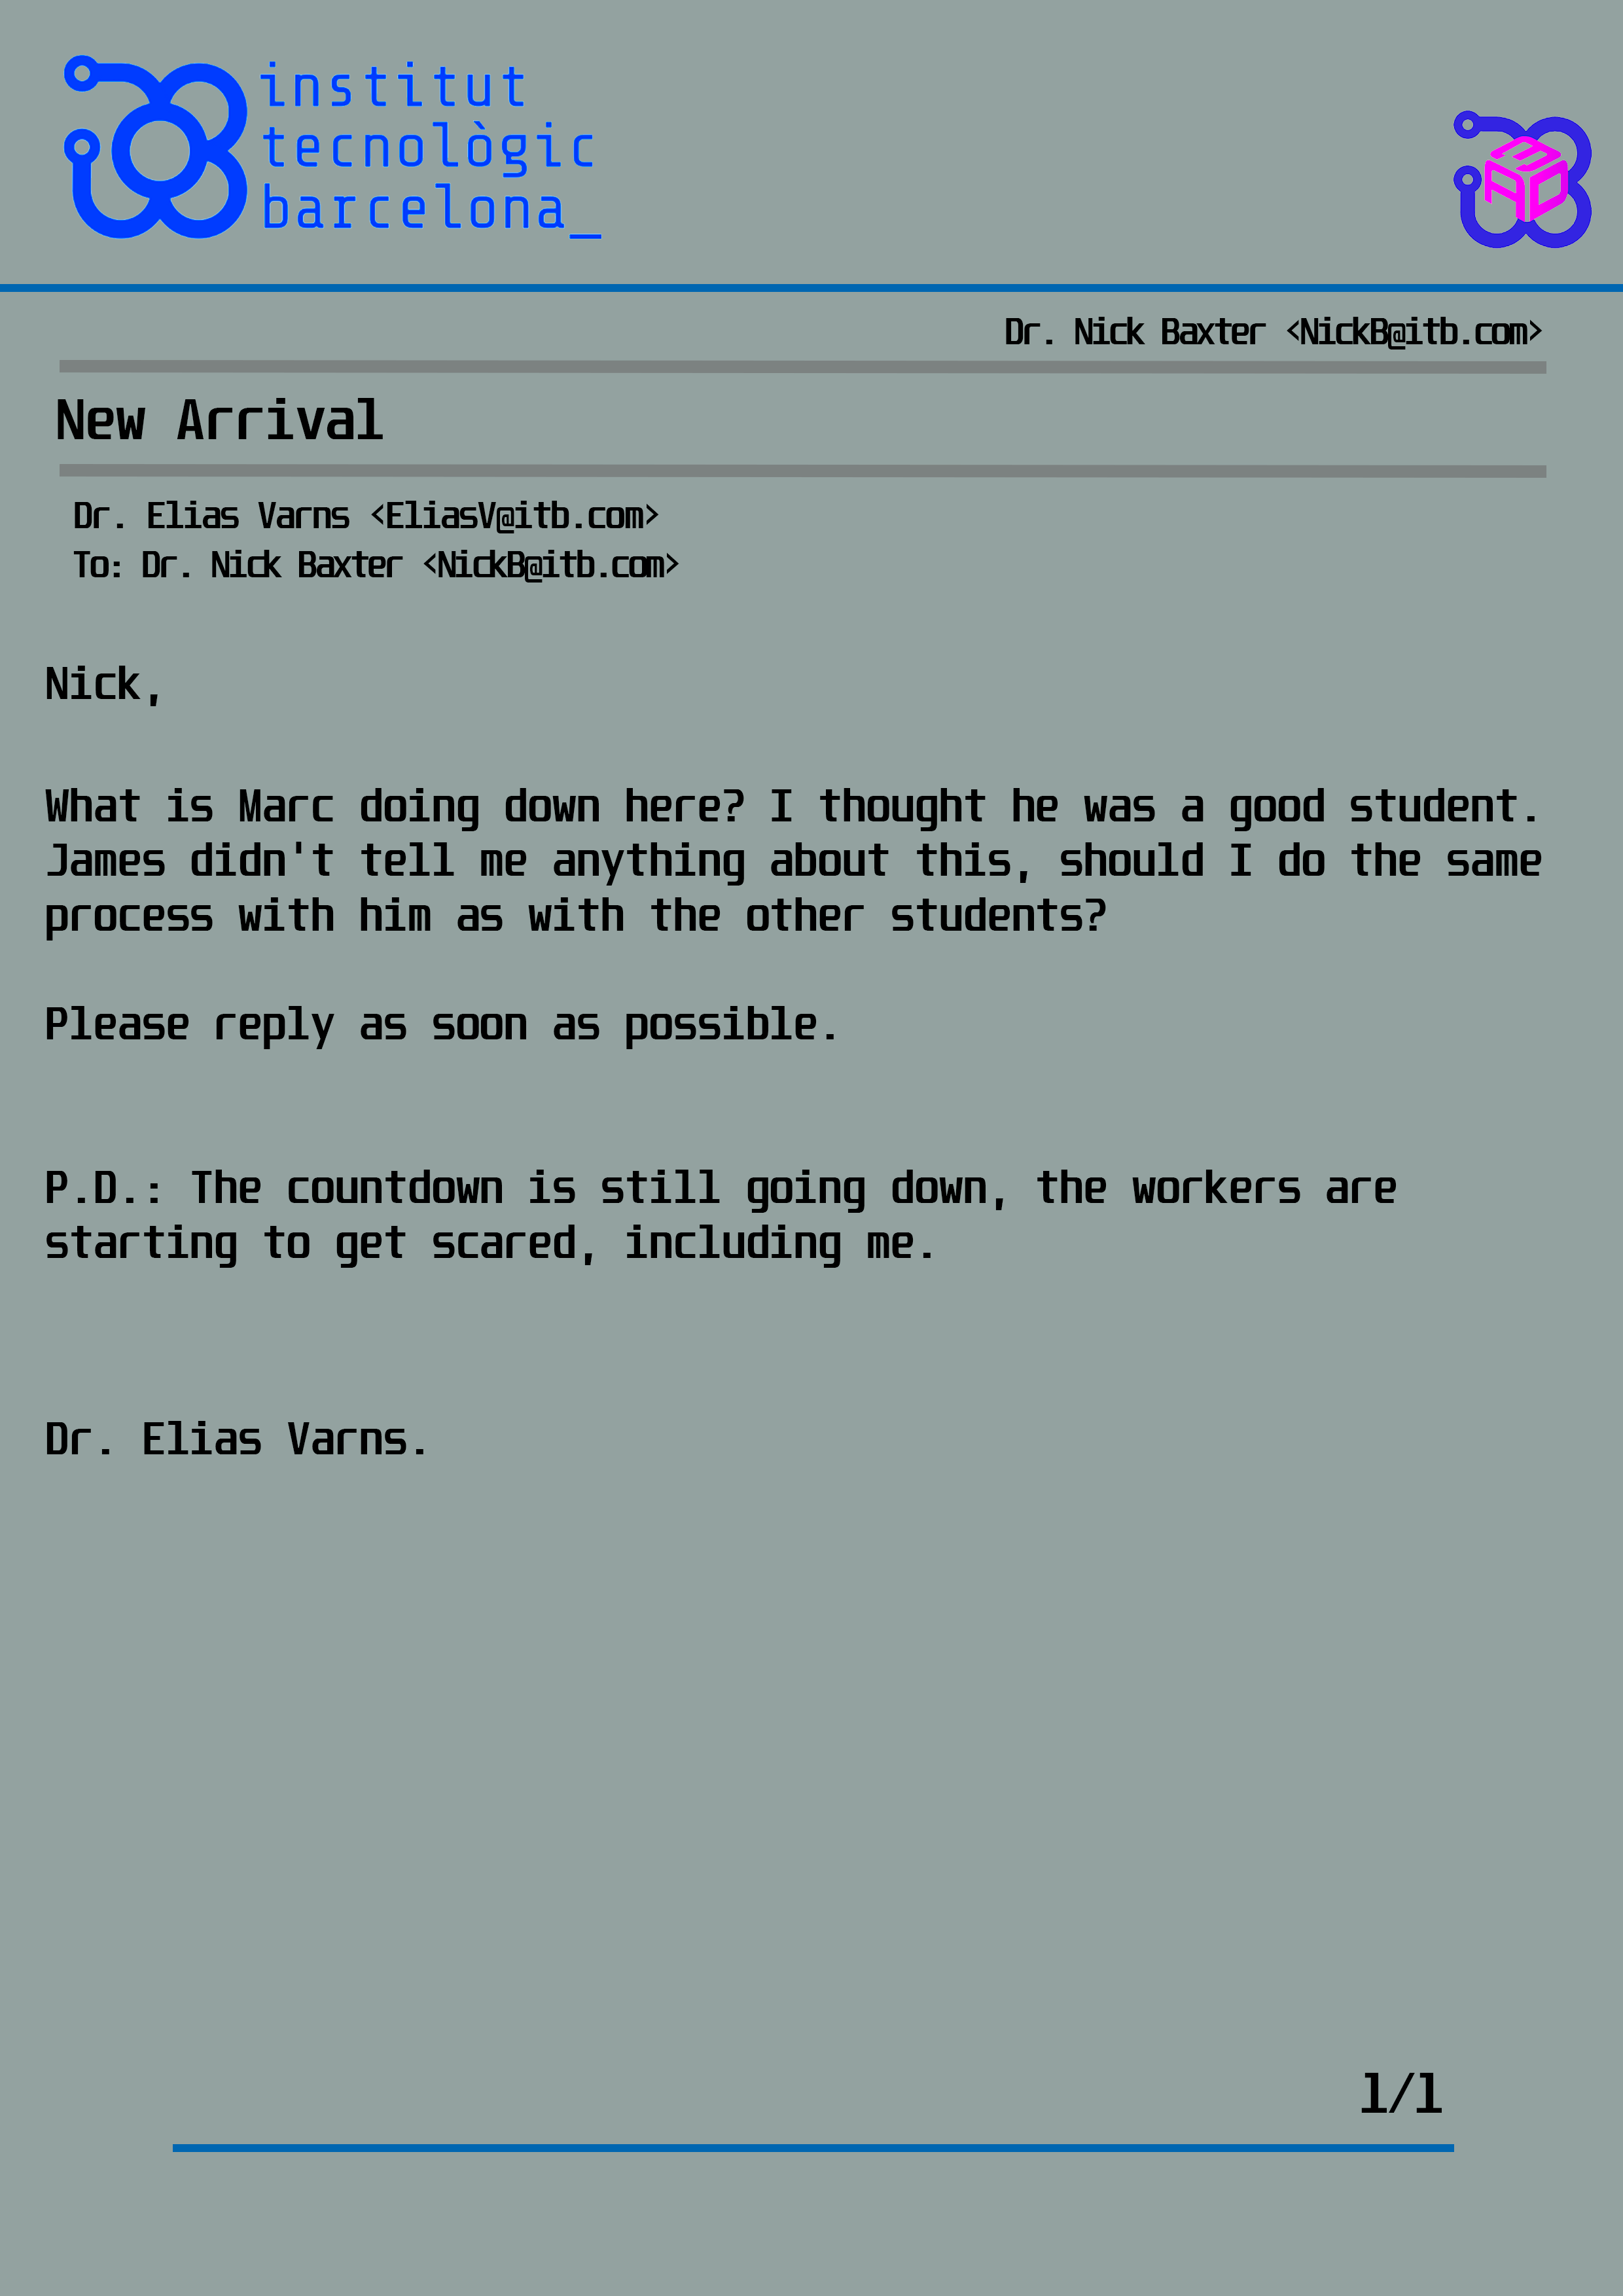 institut
tecnològic
barcelona_
Dr. Nick Baxter <NickB@itb.com>
New Arrival
Dr. Elias Varns <EliasV@itb.com>
To: Dr. Nick Baxter <NickB@itb.com>
Nick,
What is Marc doing down here? I thought he was a good student.
James didn't tell me anything about this, should I do the same
process with him as with the other students?
Please reply as soon as possible.
P.D.: The countdown is still going down, the workers are
starting to get scared, including me.
Dr. Elias Varns.
1/1